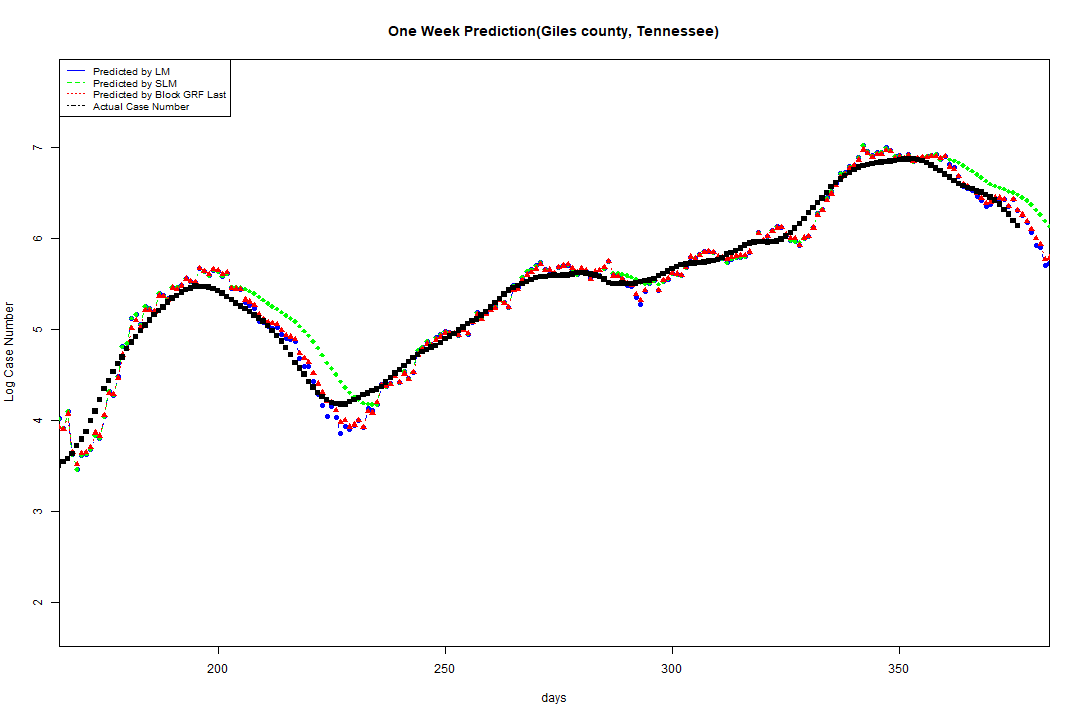 One Week Prediction(Giles county, Tennessee)
Predicted by LM
Predicted by SLM
Predicted by Block GRF Last
Actual Case Number
7
6
5
4
3
2
Log Case Number
200 250 300 350
days